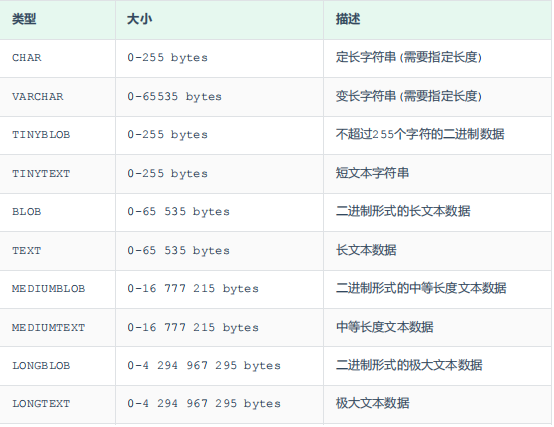 类型 大小 描述
CHAR 0-255 bytes 定长字符串(需要指定长度)
VARCHAR 0-65535 bytes 变长字符串(需要指定长度)
TINYBLOB 0-255 bytes 不超过255个字符的二进制数据
TINYTEXT 0-255 bytes 短文本字符串
BLOB 0-65 535 bytes 二进制形式的长文本数据
TEXT 0-65 535 bytes 长文本数据
MEDIUMBLOB 0-16 777 215 bytes 二进制形式的中等长度文本数据
MEDIUMTEXT 0-16 777 215 bytes 中等长度文本数据
LONGBLOB 0-4 294 967 295 bytes 二进制形式的极大文本数据
LONGTEXT 0-4 294 967 295 bytes 极大文本数据